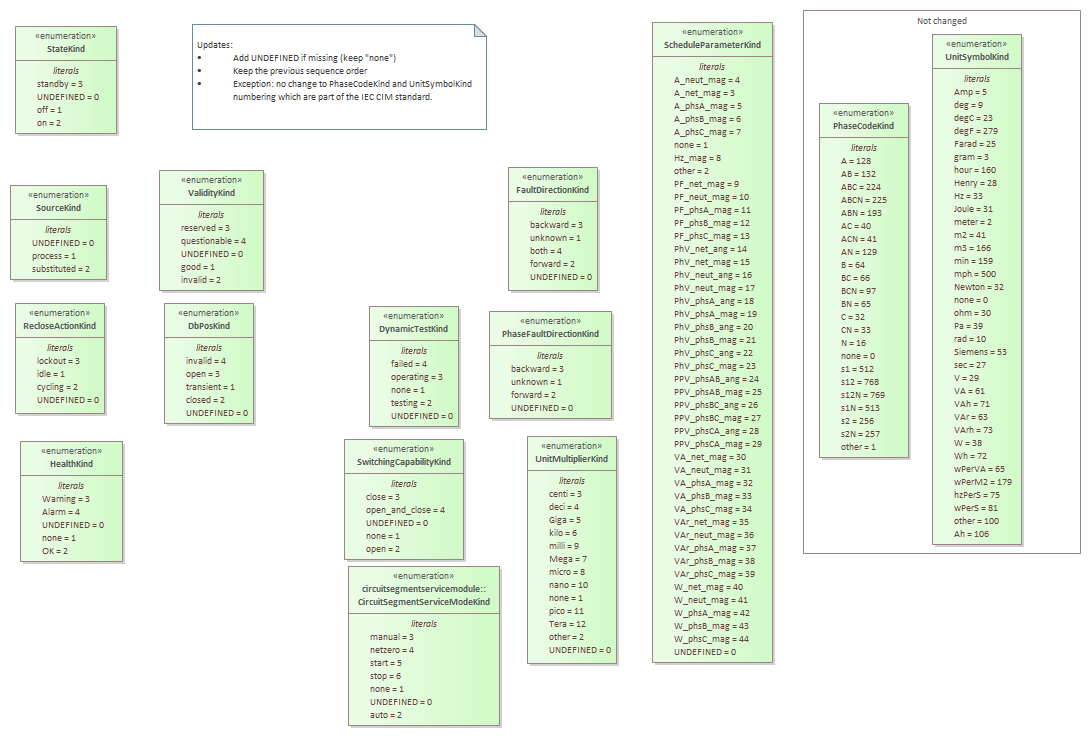 «enumeration»
StateKind
literals
standby = 3
UNDEFINED = 0
off = 1
on = 2
Updates:
• Add UNDEFINED if missing (keep "none")
• Keep the previous sequence order
• Exception: no change to PhaseCodeKind and UnitSymbolKind
numbering which are part of the IEC CIM standard.
«enumeration»
SourceKind
literals
UNDEFINED = 0
process = 1
substituted = 2
«enumeration»
ValidityKind
literals
reserved = 3
questionable = 4
UNDEFINED = 0
good = 1
invalid = 2
«enumeration»
FaultDirectionKind
literals
backward = 3
unknown = 1
both = 4
forward = 2
UNDEFINED = 0
«enumeration»
RecloseActionKind
literals
lockout = 3
idle = 1
cycling = 2
UNDEFINED = 0
«enumeration»
DbPosKind
literals
invalid = 4
open = 3
transient = 1
closed = 2
UNDEFINED = 0
«enumeration»
DynamicTestKind
literals
failed = 4
operating = 3
none = 1
testing = 2
UNDEFINED = 0
«enumeration»
PhaseFaultDirectionKind
literals
backward = 3
unknown = 1
forward = 2
UNDEFINED = 0
«enumeration»
HealthKind
literals
Warning = 3
Alarm = 4
UNDEFINED = 0
none = 1
OK = 2
«enumeration»
SwitchingCapabilityKind
literals
close = 3
open_and_close = 4
UNDEFINED = 0
none = 1
open = 2
«enumeration»
circuitsegmentservicemodule::
CircuitSegmentServiceModeKind
literals
manual = 3
netzero = 4
start = 5
stop = 6
none = 1
UNDEFINED = 0
auto = 2
«enumeration»
UnitMultiplierKind
literals
centi = 3
deci = 4
Giga = 5
kilo = 6
milli = 9
Mega = 7
micro = 8
nano = 10
none = 1
pico = 11
Tera = 12
other = 2
UNDEFINED = 0
«enumeration»
ScheduleParameterKind
literals
A_neut_mag = 4
A_net_mag = 3
A_phsA_mag = 5
A_phsB_mag = 6
A_phsC_mag = 7
none = 1
Hz_mag = 8
other = 2
PF_net_mag = 9
PF_neut_mag = 10
PF_phsA_mag = 11
PF_phsB_mag = 12
PF_phsC_mag = 13
PhV_net_ang = 14
PhV_net_mag = 15
PhV_neut_ang = 16
PhV_neut_mag = 17
PhV_phsA_ang = 18
PhV_phsA_mag = 19
PhV_phsB_ang = 20
PhV_phsB_mag = 21
PhV_phsC_ang = 22
PhV_phsC_mag = 23
PPV_phsAB_ang = 24
PPV_phsAB_mag = 25
PPV_phsBC_ang = 26
PPV_phsBC_mag = 27
PPV_phsCA_ang = 28
PPV_phsCA_mag = 29
VA_net_mag = 30
VA_neut_mag = 31
VA_phsA_mag = 32
VA_phsB_mag = 33
VA_phsC_mag = 34
VAr_net_mag = 35
VAr_neut_mag = 36
VAr_phsA_mag = 37
VAr_phsB_mag = 38
VAr_phsC_mag = 39
W_net_mag = 40
W_neut_mag = 41
W_phsA_mag = 42
W_phsB_mag = 43
W_phsC_mag = 44
UNDEFINED = 0
Not changed
«enumeration»
PhaseCodeKind
literals
A = 128
AB = 132
ABC = 224
ABCN = 225
ABN = 193
AC = 40
ACN = 41
AN = 129
B = 64
BC = 66
BCN = 97
BN = 65
C = 32
CN = 33
N = 16
none = 0
s1 = 512
s12 = 768
s12N = 769
s1N = 513
s2 = 256
s2N = 257
other = 1
«enumeration»
UnitSymbolKind
literals
Amp = 5
deg = 9
degC = 23
degF = 279
Farad = 25
gram = 3
hour = 160
Henry = 28
Hz = 33
Joule = 31
meter = 2
m2 = 41
m3 = 166
min = 159
mph = 500
Newton = 32
none = 0
ohm = 30
Pa = 39
rad = 10
Siemens = 53
sec = 27
V = 29
VA = 61
VAh = 71
VAr = 63
VArh = 73
W = 38
Wh = 72
wPerVA = 65
wPerM2 = 179
hzPerS = 75
wPerS = 81
other = 100
Ah = 106